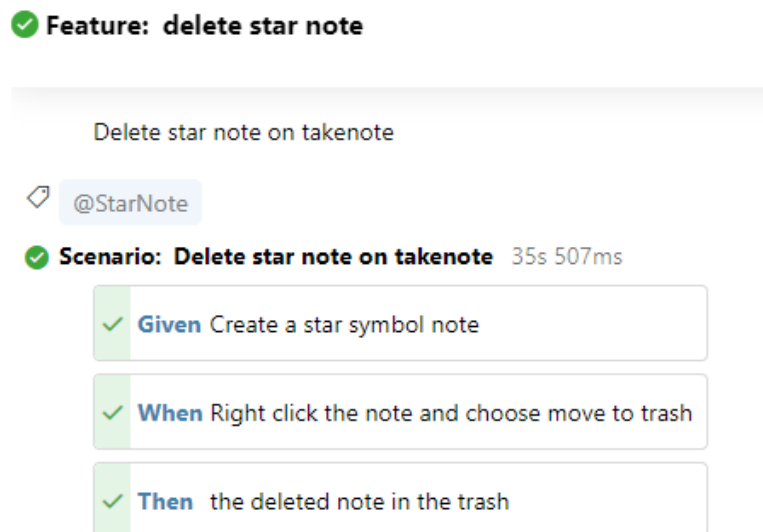 Feature: delete star note
Delete star note on takenote
@StarNote
Scenario: Delete star note on takenote 35s 507ms
Given Create a star symbol note
When Right click the note and choose move to trash
Then the deleted note in the trash